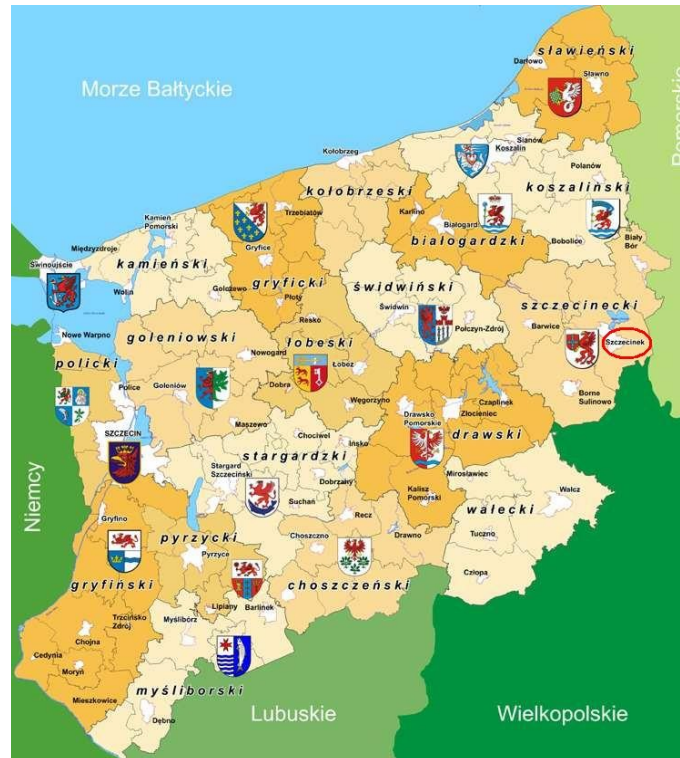 sławieński
Darłowo
Sławno
Morze Bałtyckie
Pomorskie
Sianów
Koszalin
Kołobrzeg
Polanów
kołobrzeski
koszaliński
Kamień
Pomorski
Trzebiatów
Karlino
Białogard
Gryfice
białogardzki
Biały
Bór
Międzyzdroje
Bobolice
Świnoujście
kamieński
Wolin
Golczewo
gryficki
Płoty
świdwiński
szczecinecki
Świdwin
Resko
Barwice
Połczyn-Zdrój
Nowe Warpno
goleniowski
łobeski
Szczecinek
policki
Nowogard
Łobez
Police
Goleniów
Dobra
Węgorzyno
Czaplinek
Borne
Sulinowo
Drawsko
Pomorskie
Złocieniec
Maszewo
Chociwel
SZCZECIN
Ińsko
drawski
stargardzki
Stargard
Szczeciński
Dobrzany
Mirosławiec
Niemcy
Suchań
Kalisz
Pomorski
Wałcz
wałecki
Recz
Gryfino
pyrzycki
Choszczno
Drawno
Tuczno
Pyrzyce
gryfiński
choszczeński
Człopa
Lipiany
Barlinek
Trzcińsko
Zdrój
Myślibórz
Chojna
Cedynia
Moryń
myśliborski
Mieszkowice
Dębno
Lubuskie
Wielkopolskie